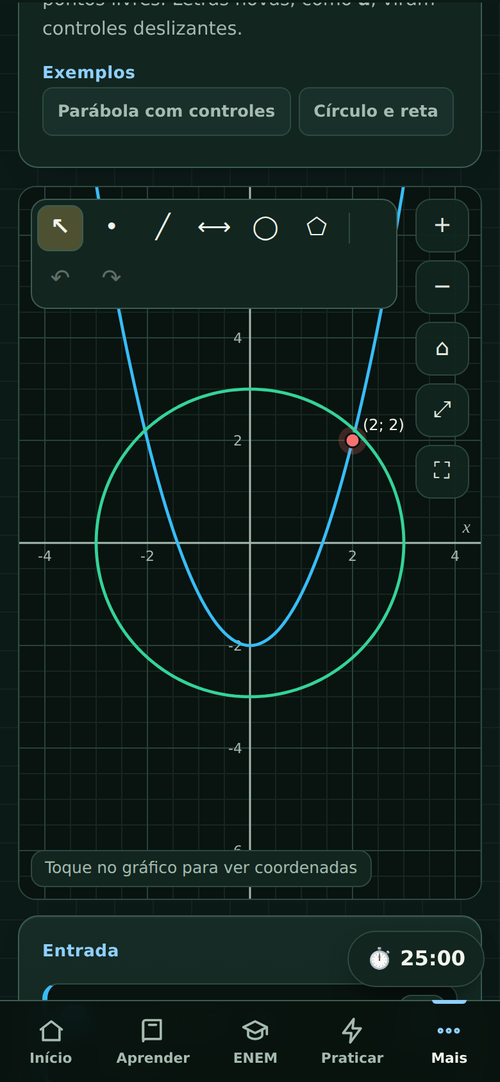 controles deslizantes.
Exemplos
Parábola com controles
Círculo e reta
4
(2; 2)
2
x
-4
-2
2
4
-2
-4
Toque no gráfico para ver coordenadas
Entrada
25:00
Início
Aprender
ENEM
Praticar
Mais